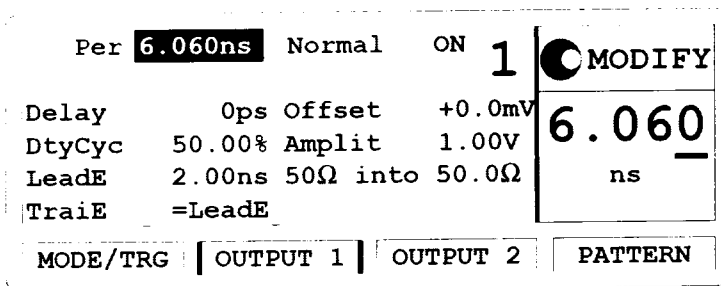 Per 6.060ns Normal ON 1 MODIFY
Delay 0ps Offset +0.0mV 6.060
DtyCyc 50.00% Amplit 1.00V
LeadE 2.00ns 50Ω into 50.0Ω ns
TraiE =LeadE
MODE/TRG OUTPUT 1 OUTPUT 2 PATTERN